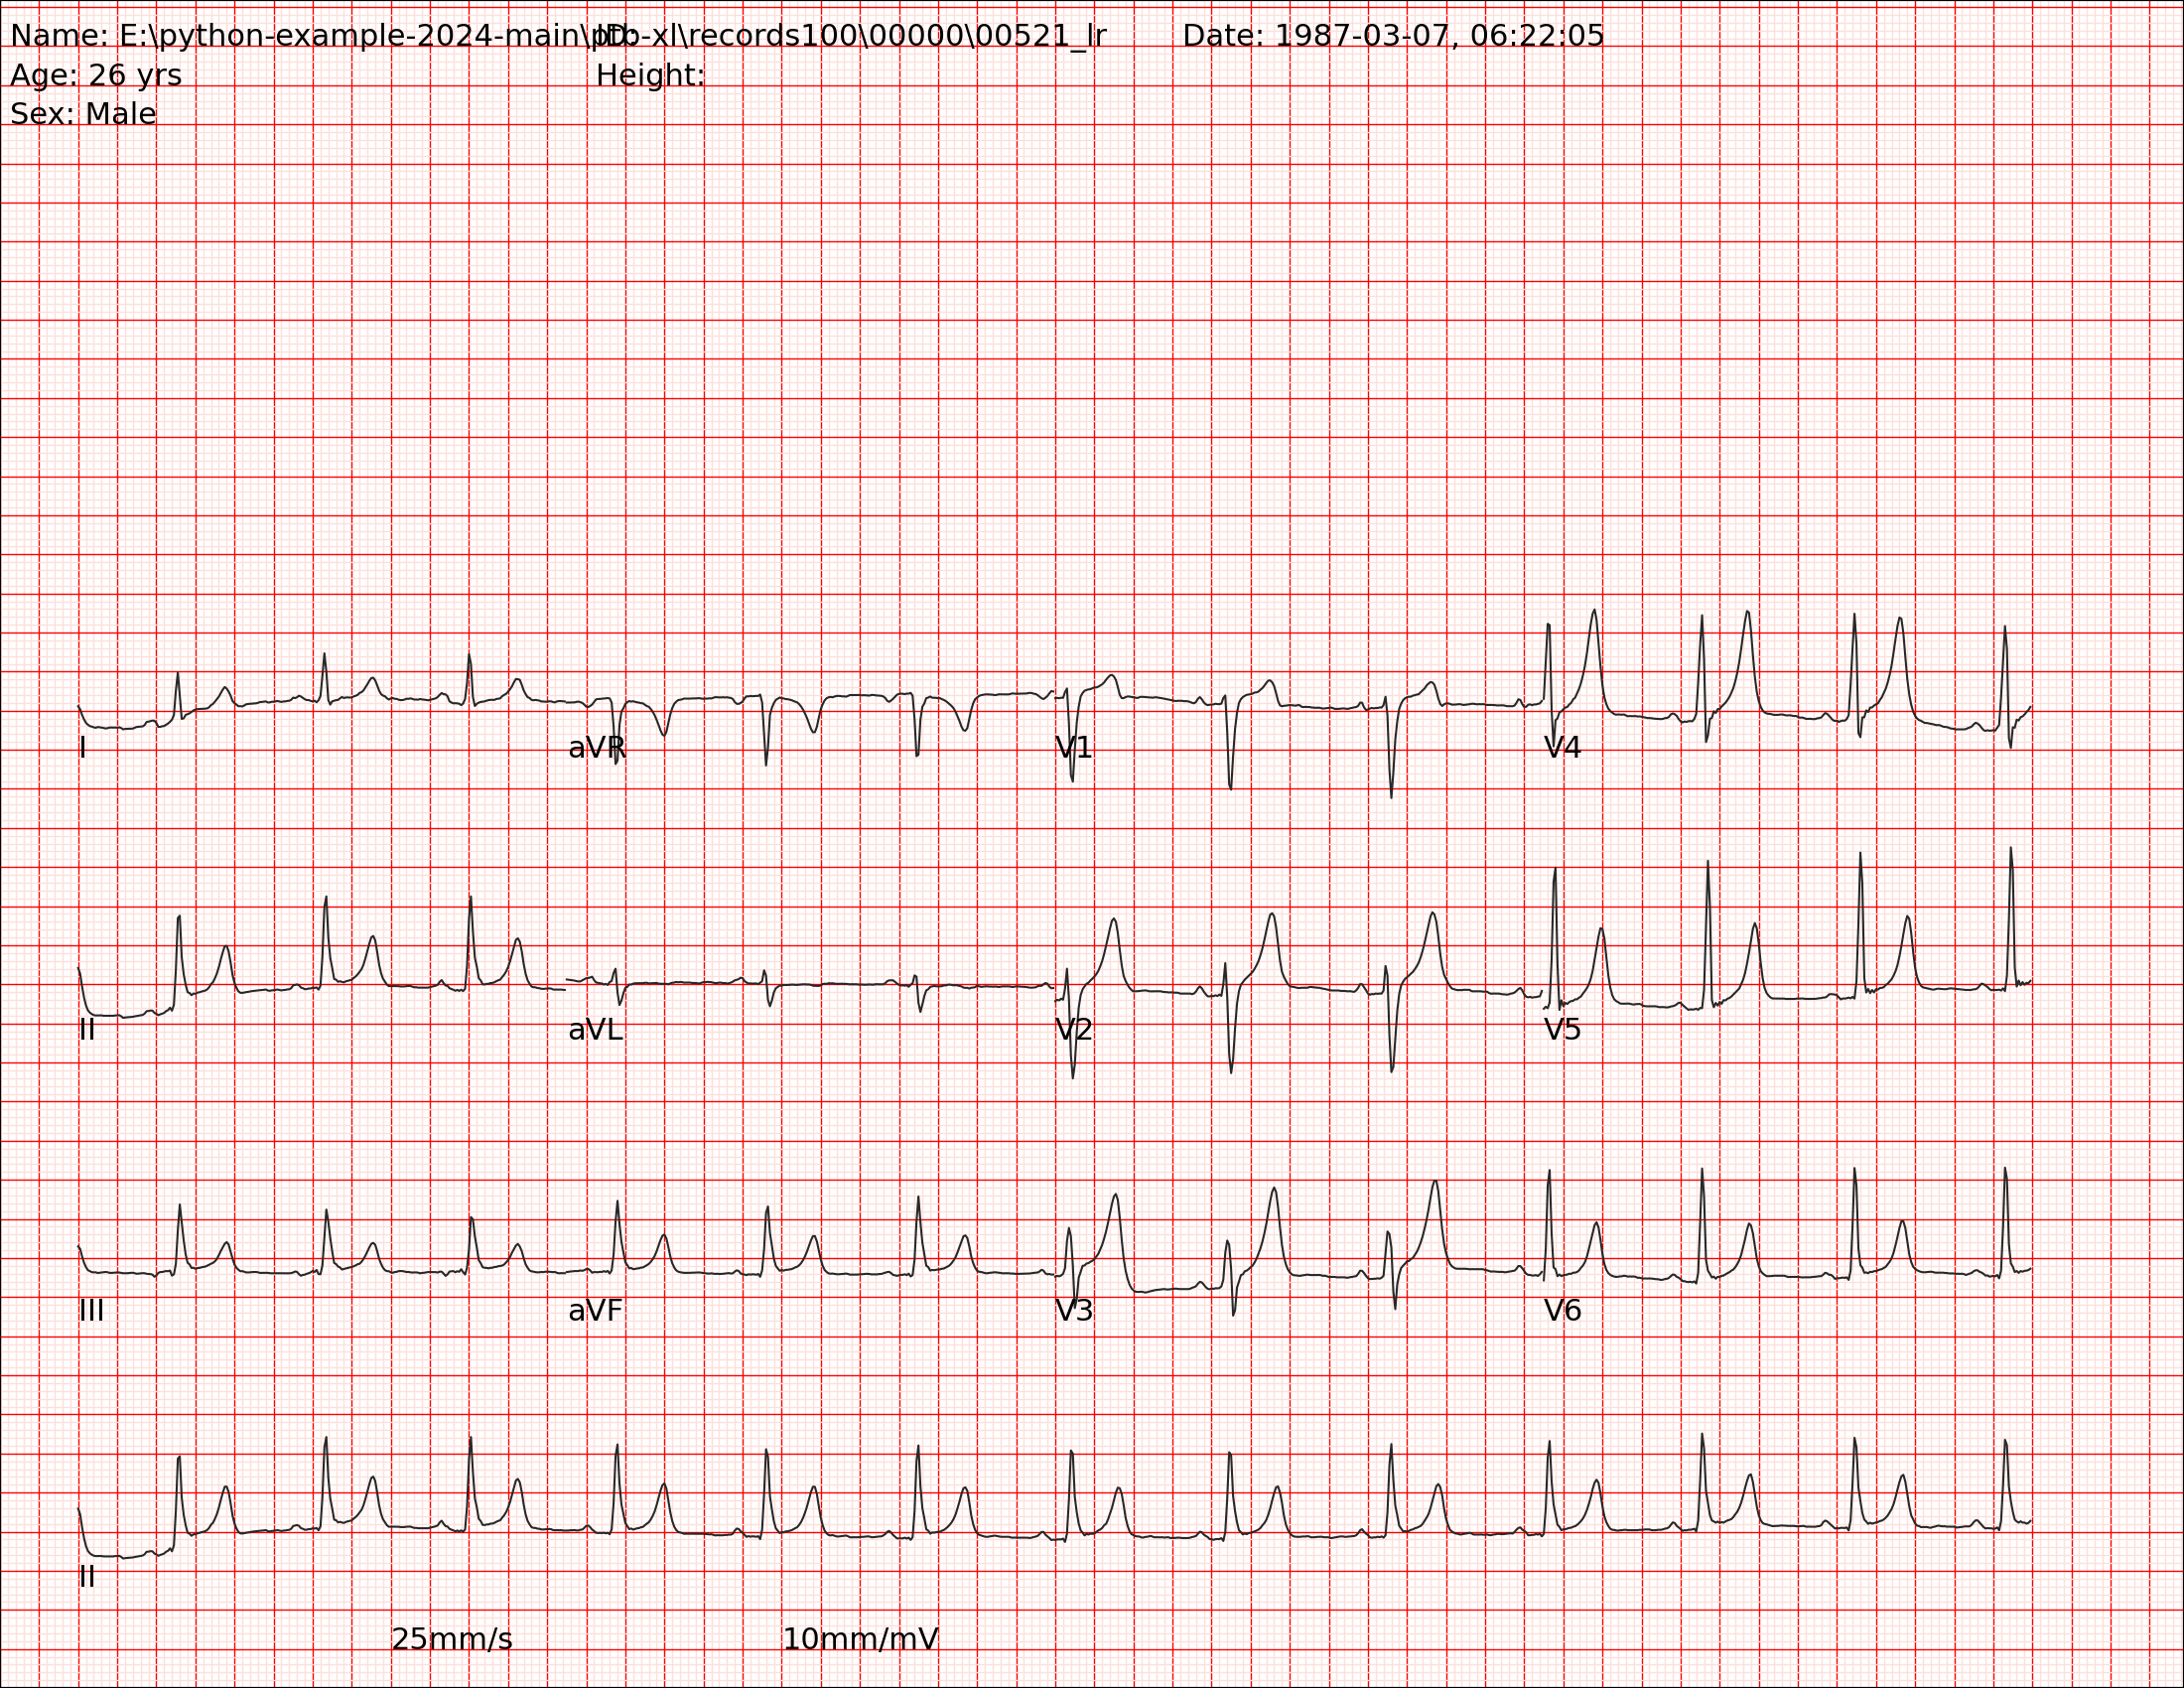 Name: E:\python-example-2024-main\ptb-xl\records100\00000\00521_lr ID: Date: 1987-03-07, 06:22:05
Age: 26 yrs Height:
Sex: Male
I aVR V1 V4
II aVL V2 V5
III aVF V3 V6
II
25mm/s 10mm/mV